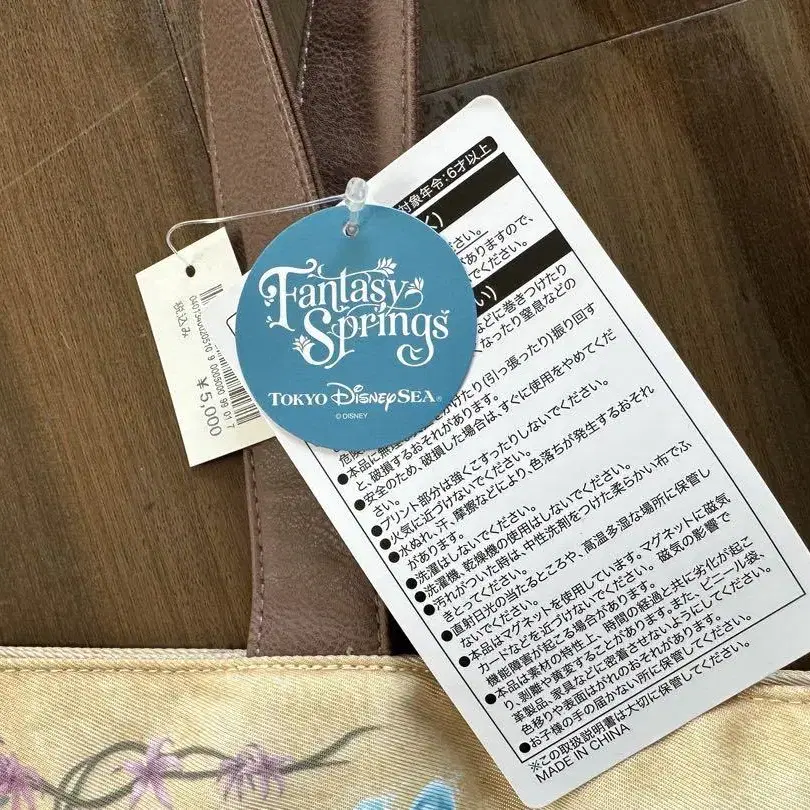 Fantasy
Springs
TOKYO DISNEYSEA®
© DISNEY
¥5,000
対象年令:6才以上
く)
ださい。
がありますので、
でください。
い)
などに巻きつけたり
なったり窒息などの
かけたり(引っ張ったり)振り回す
危険
●本品に無理
と、破損するおそれがあります。
●安全のため、破損した場合は、すぐに使用をやめてくだ
さい。
●プリント部分は強くこすったりしないでください。
●火気に近づけないでください。
●水ぬれ、汗、摩擦などにより、色落ちが発生するおそれ
があります。
●洗濯はしないでください。
●洗濯機、乾燥機の使用はしないでください。
●汚れがついた時は、中性洗剤をつけた柔らかい布でふ
きとってください。
●直射日光の当たるところや、高温多湿な場所に保管し
ないでください。
●本品はマグネットを使用しています。マグネットに磁気
カードなどを近づけないでください。磁気の影響で
機能障害が起こる場合があります。
●本品は素材の特性上、時間の経過と共に劣化が起こ
り、剥離や黄変することがあります。また、ビニール袋、
革製品、家具などに密着させないようにしてください。
色移りや表面はがれのおそれがあります。
●お子様の手の届かない所に保管してください。
※この取扱説明書は大切に保管してください。
MADE IN CHINA